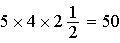 5 × 4 × 2 1/2 = 50